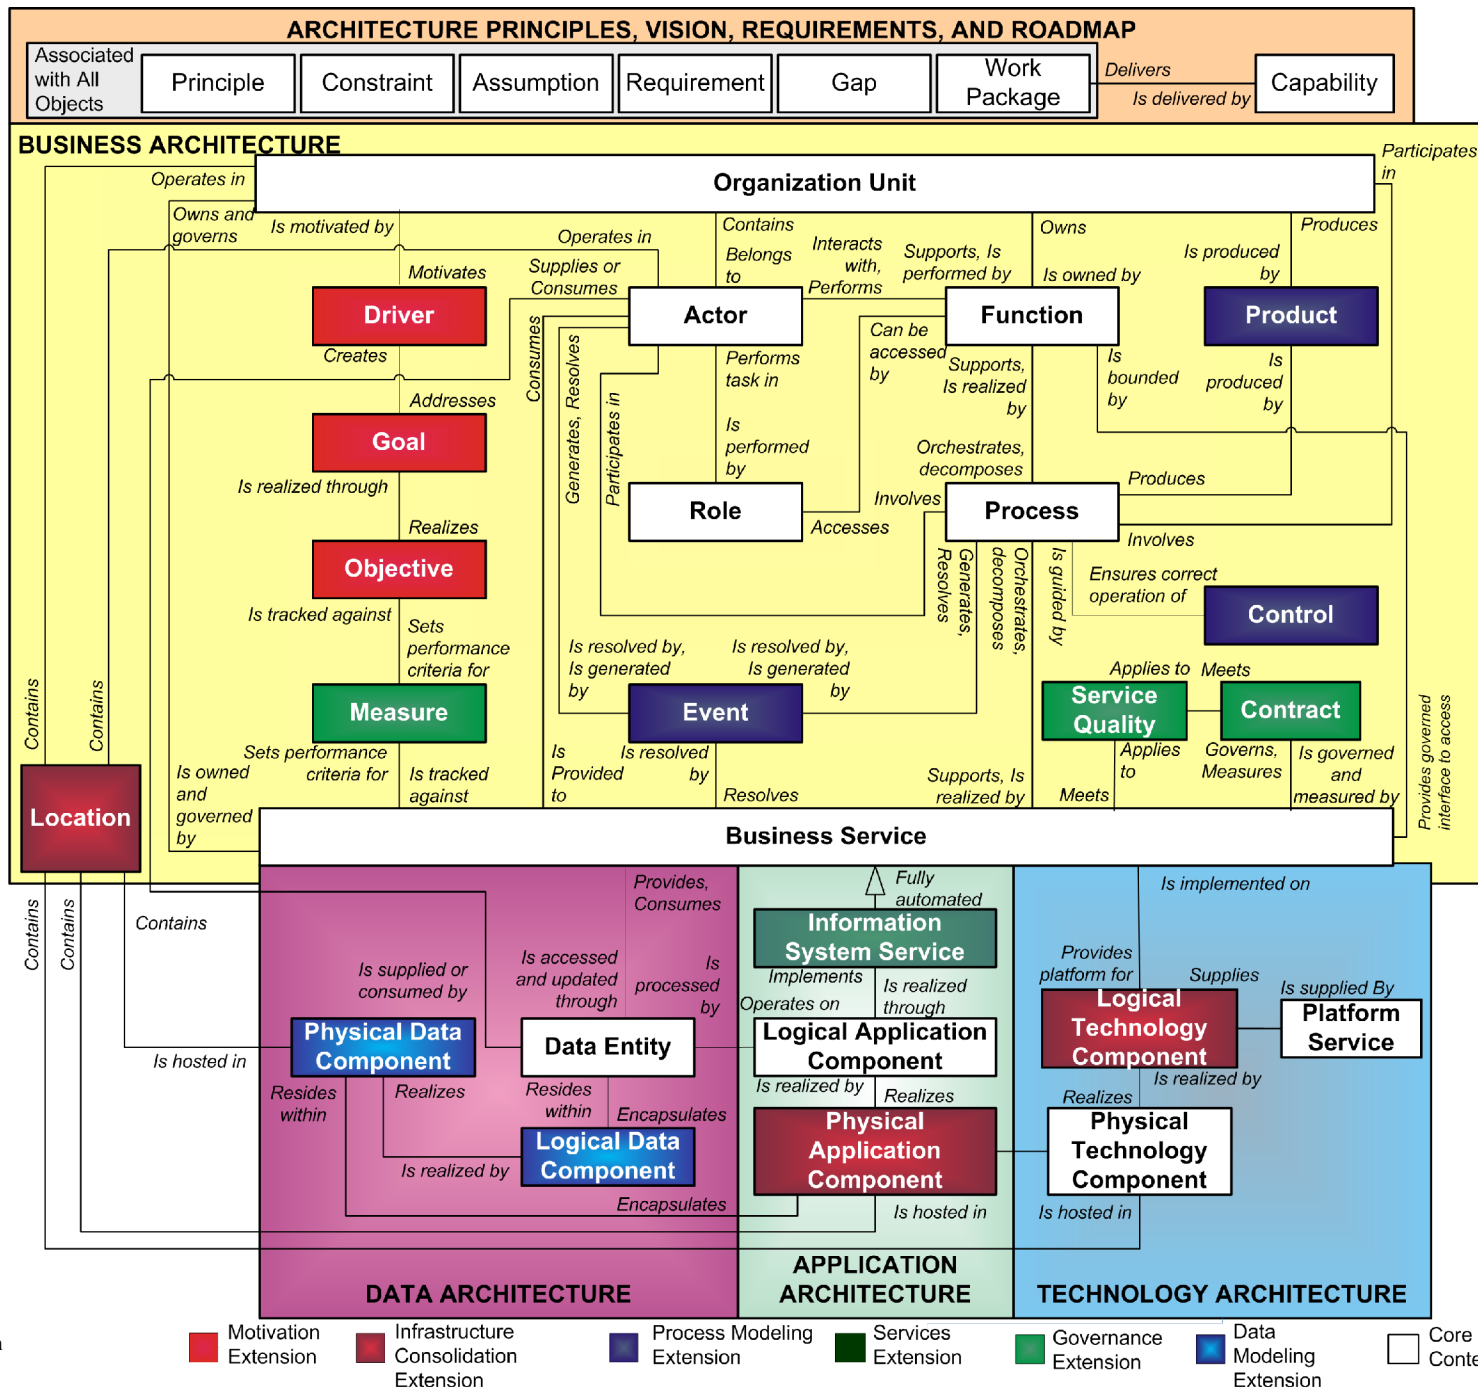 ARCHITECTURE PRINCIPLES, VISION, REQUIREMENTS, AND ROADMAP
Associated
with All
Objects
Principle
Constraint
Assumption
Requirement
Gap
Work
Package
Delivers
Is delivered by
Capability
BUSINESS ARCHITECTURE
Participates
in
Operates in
Organization Unit
Owns and
governs
Is motivated by
Contains
Owns
Produces
Operates in
Belongs
to
Interacts
with,
Performs
Supports, Is
performed by
Is owned by
Is produced
by
Motivates
Supplies or
Consumes
Driver
Actor
Function
Product
Creates
Consumes
Generates, Resolves
Participates in
Performs
task in
Can be
accessed
by
Supports,
Is realized
by
Is
bounded
by
Is
produced
by
Addresses
Goal
Is
performed
by
Orchestrates,
decomposes
Is realized through
Involves
Produces
Role
Process
Realizes
Accesses
Involves
Objective
Generates,
Resolves
Orchestrates,
decomposes
Is guided by
Ensures correct
operation of
Control
Is tracked against
Sets
performance
criteria for
Is resolved by,
Is generated
by
Is resolved by,
Is generated
by
Applies to
Meets
Contains
Contains
Measure
Event
Service
Quality
Contract
Provides governed
interface to access
Sets performance
criteria for
Is tracked
against
Is
Provided
to
Is resolved
by
Resolves
Supports, Is
realized by
Applies
to
Meets
Governs,
Measures
Is governed
and
measured by
Location
Is owned
and
governed
by
Business Service
Contains
Contains
Contains
Provides,
Consumes
Fully
automated
Is implemented on
Information
System Service
Is supplied or
consumed by
Is accessed
and updated
through
Is
processed
by
Implements
Is realized
through
Operates on
Provides
platform for
Supplies
Is supplied By
Is hosted in
Physical Data
Component
Data Entity
Logical Application
Component
Logical
Technology
Component
Platform
Service
Resides
within
Realizes
Resides
within
Encapsulates
Is realized by
Realizes
Is realized by
Realizes
Logical Data
Component
Is realized by
Physical
Application
Component
Physical
Technology
Component
Encapsulates
Is hosted in
Is hosted in
DATA ARCHITECTURE
APPLICATION
ARCHITECTURE
TECHNOLOGY ARCHITECTURE
Motivation
Extension
Infrastructure
Consolidation
Extension
Process Modeling
Extension
Services
Extension
Governance
Extension
Data
Modeling
Extension
Core
Conte